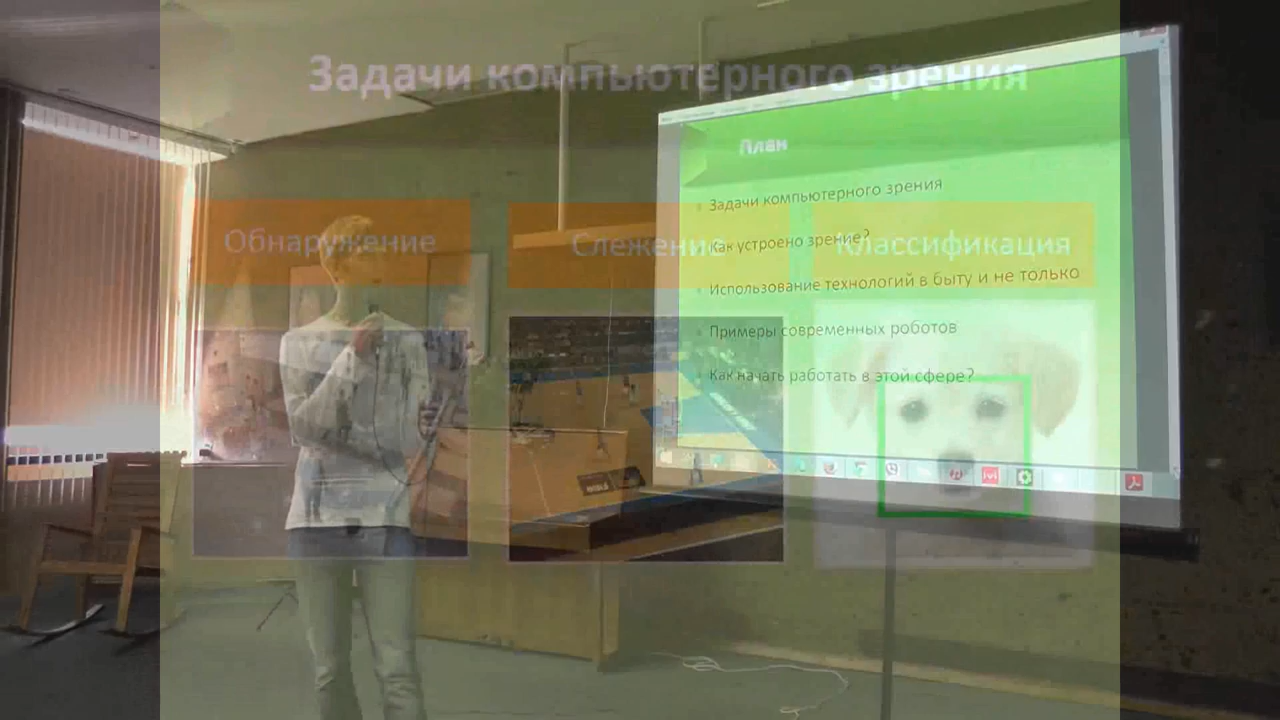 Задачи компьютерного зрения
Обнаружение
Слежение
Классификация
План
Задачи компьютерного зрения
Как устроено зрение?
Использование технологий в быту и не только
Примеры современных роботов
Как начать работать в этой сфере?
ivi